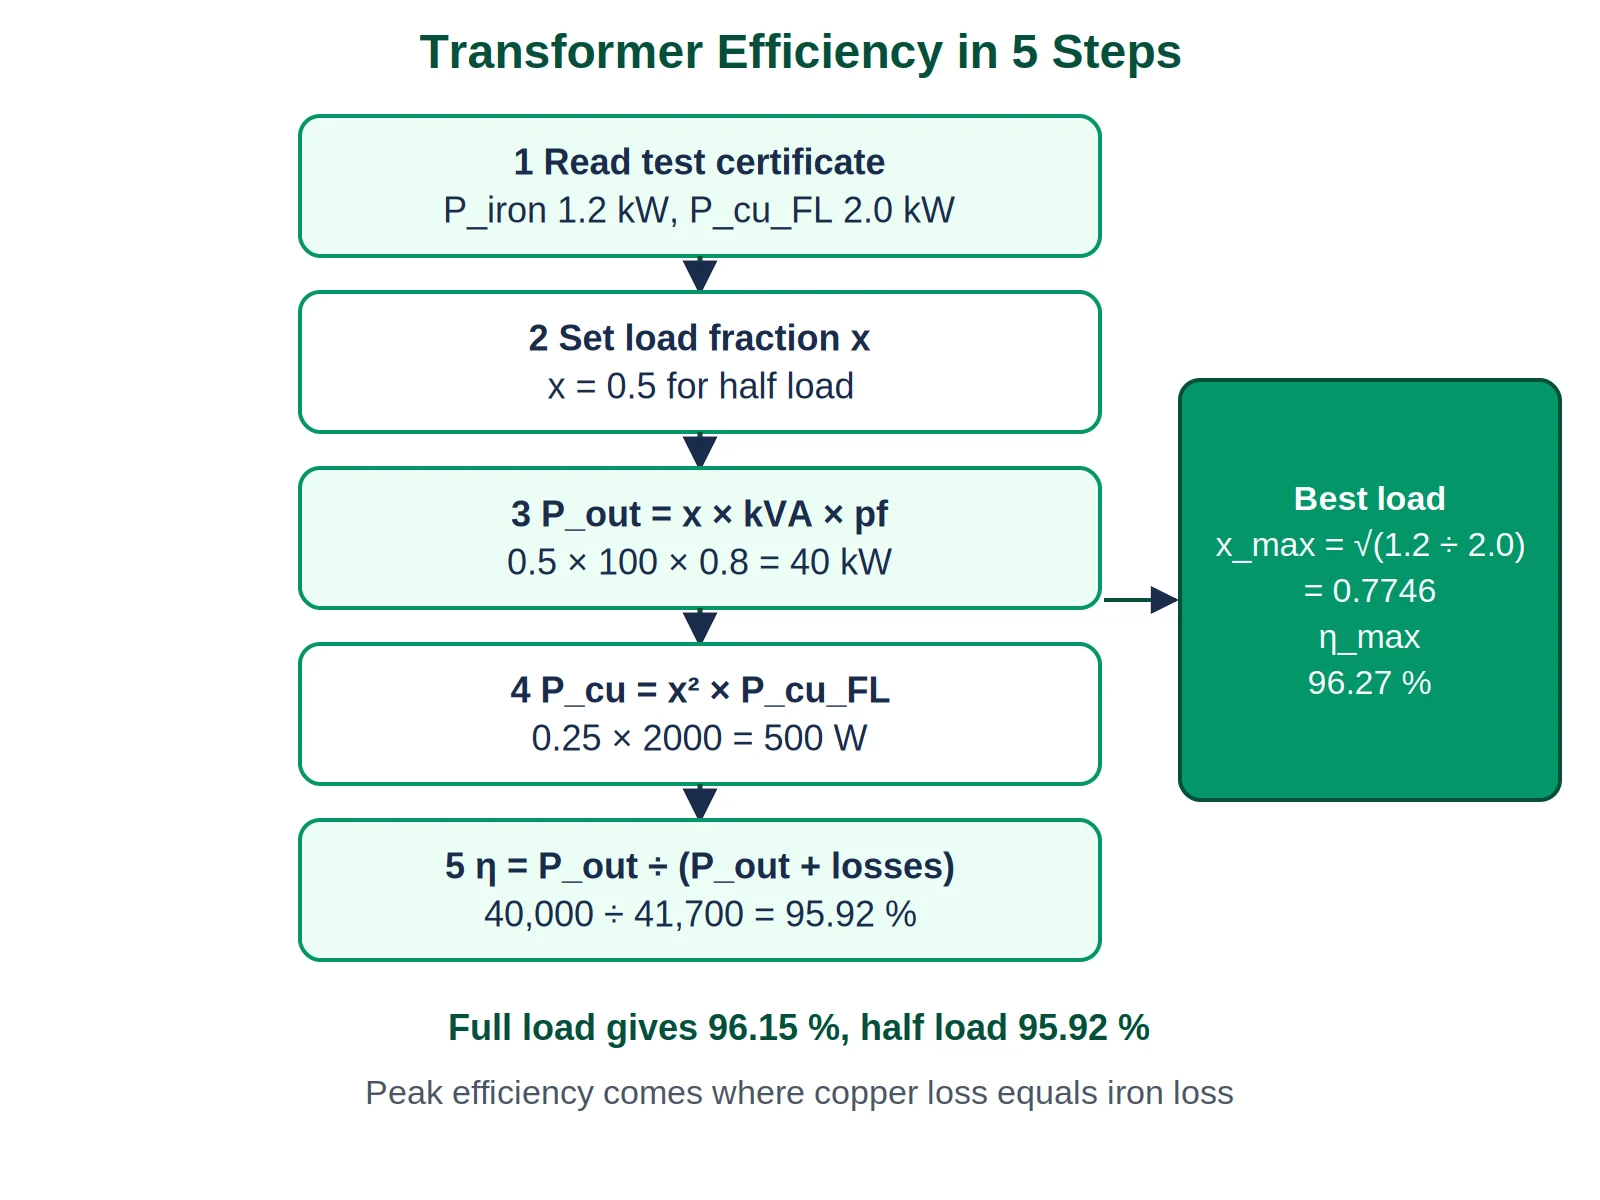 Transformer Efficiency in 5 Steps
1 Read test certificate
P_iron 1.2 kW, P_cu_FL 2.0 kW
2 Set load fraction x
x = 0.5 for half load
3 P_out = x × kVA × pf
0.5 × 100 × 0.8 = 40 kW
4 P_cu = x² × P_cu_FL
0.25 × 2000 = 500 W
5 η = P_out ÷ (P_out + losses)
40,000 ÷ 41,700 = 95.92 %
Best load
x_max = √(1.2 ÷ 2.0)
= 0.7746
η_max
96.27 %
Full load gives 96.15 %, half load 95.92 %
Peak efficiency comes where copper loss equals iron loss